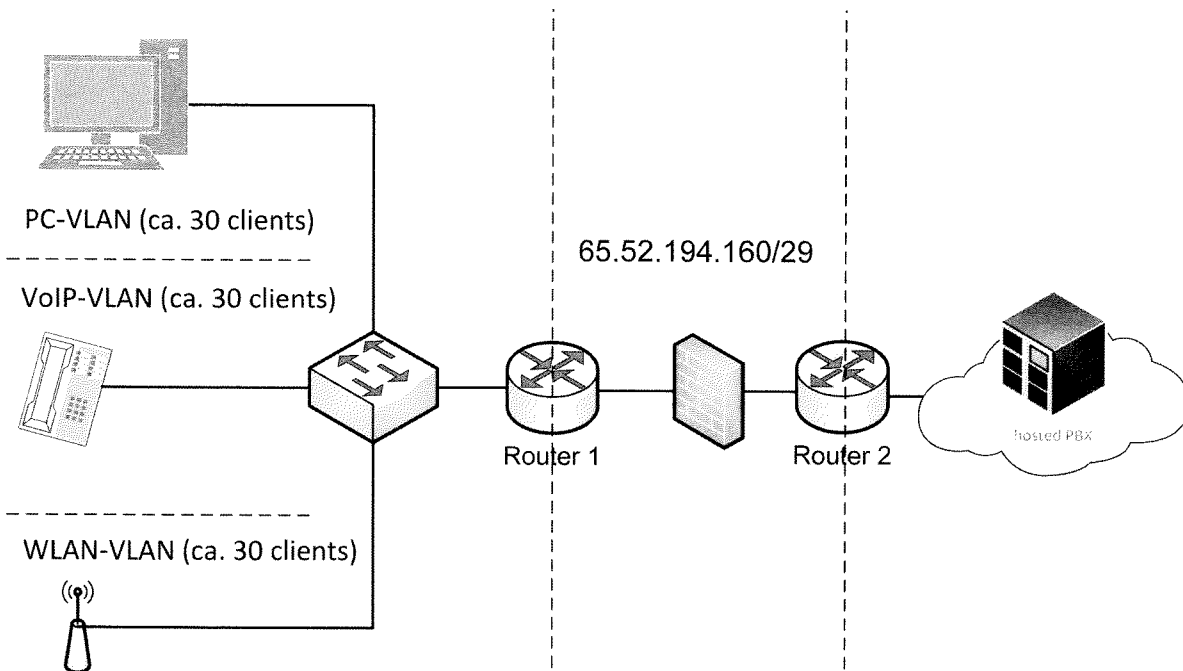 PC-VLAN (ca. 30 clients)
65.52.194.160/29
VoIP-VLAN (ca. 30 clients)
hosted PBX
Router 1
Router 2
WLAN-VLAN (ca. 30 clients)